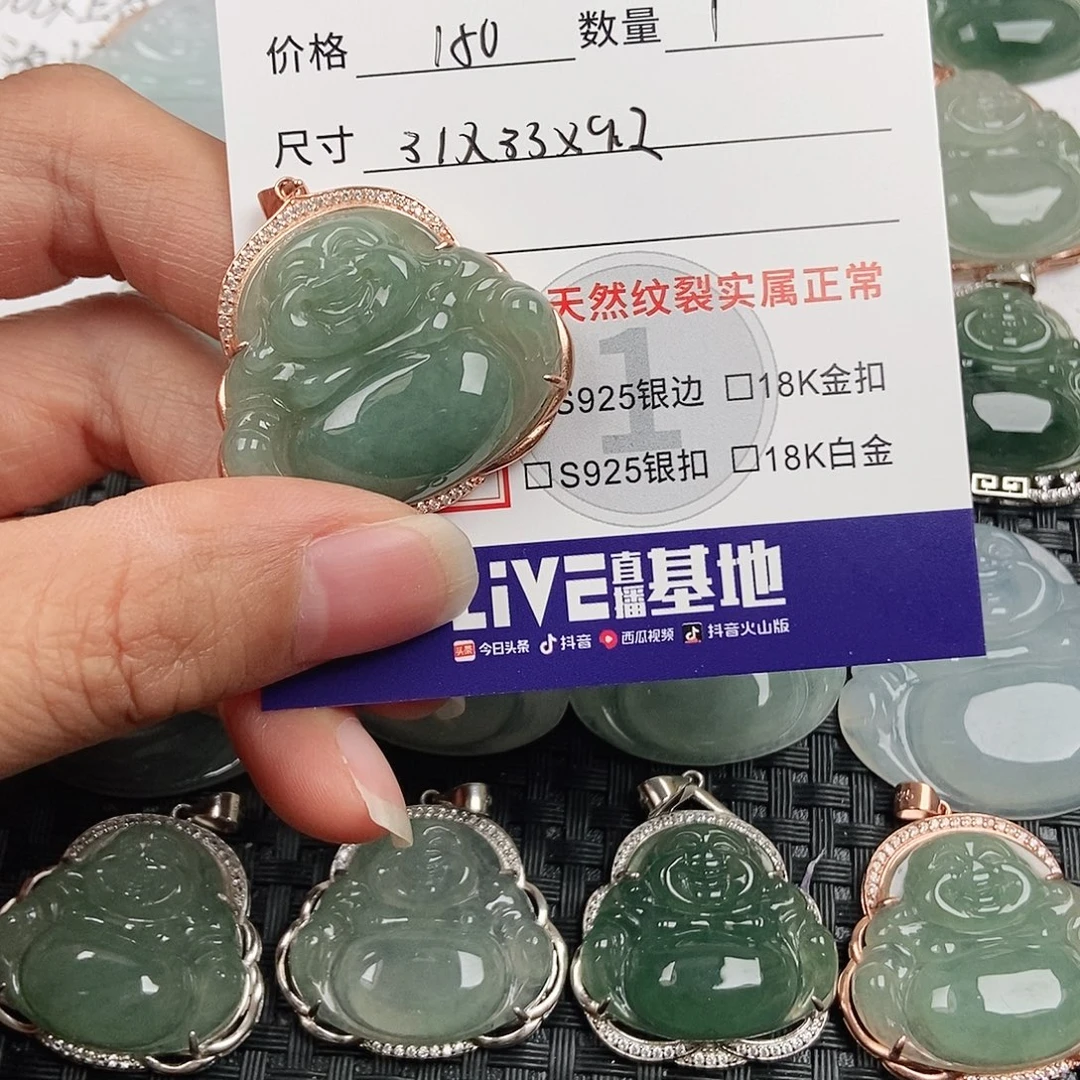 价格 180 数量 1
尺寸 31X33X9.2
天然纹裂实属正常
S925银边 □18K金扣
□S925银扣 □18K白金
1
LiVE直播基地
头条 今日头条 抖音 西瓜视频 抖音火山版